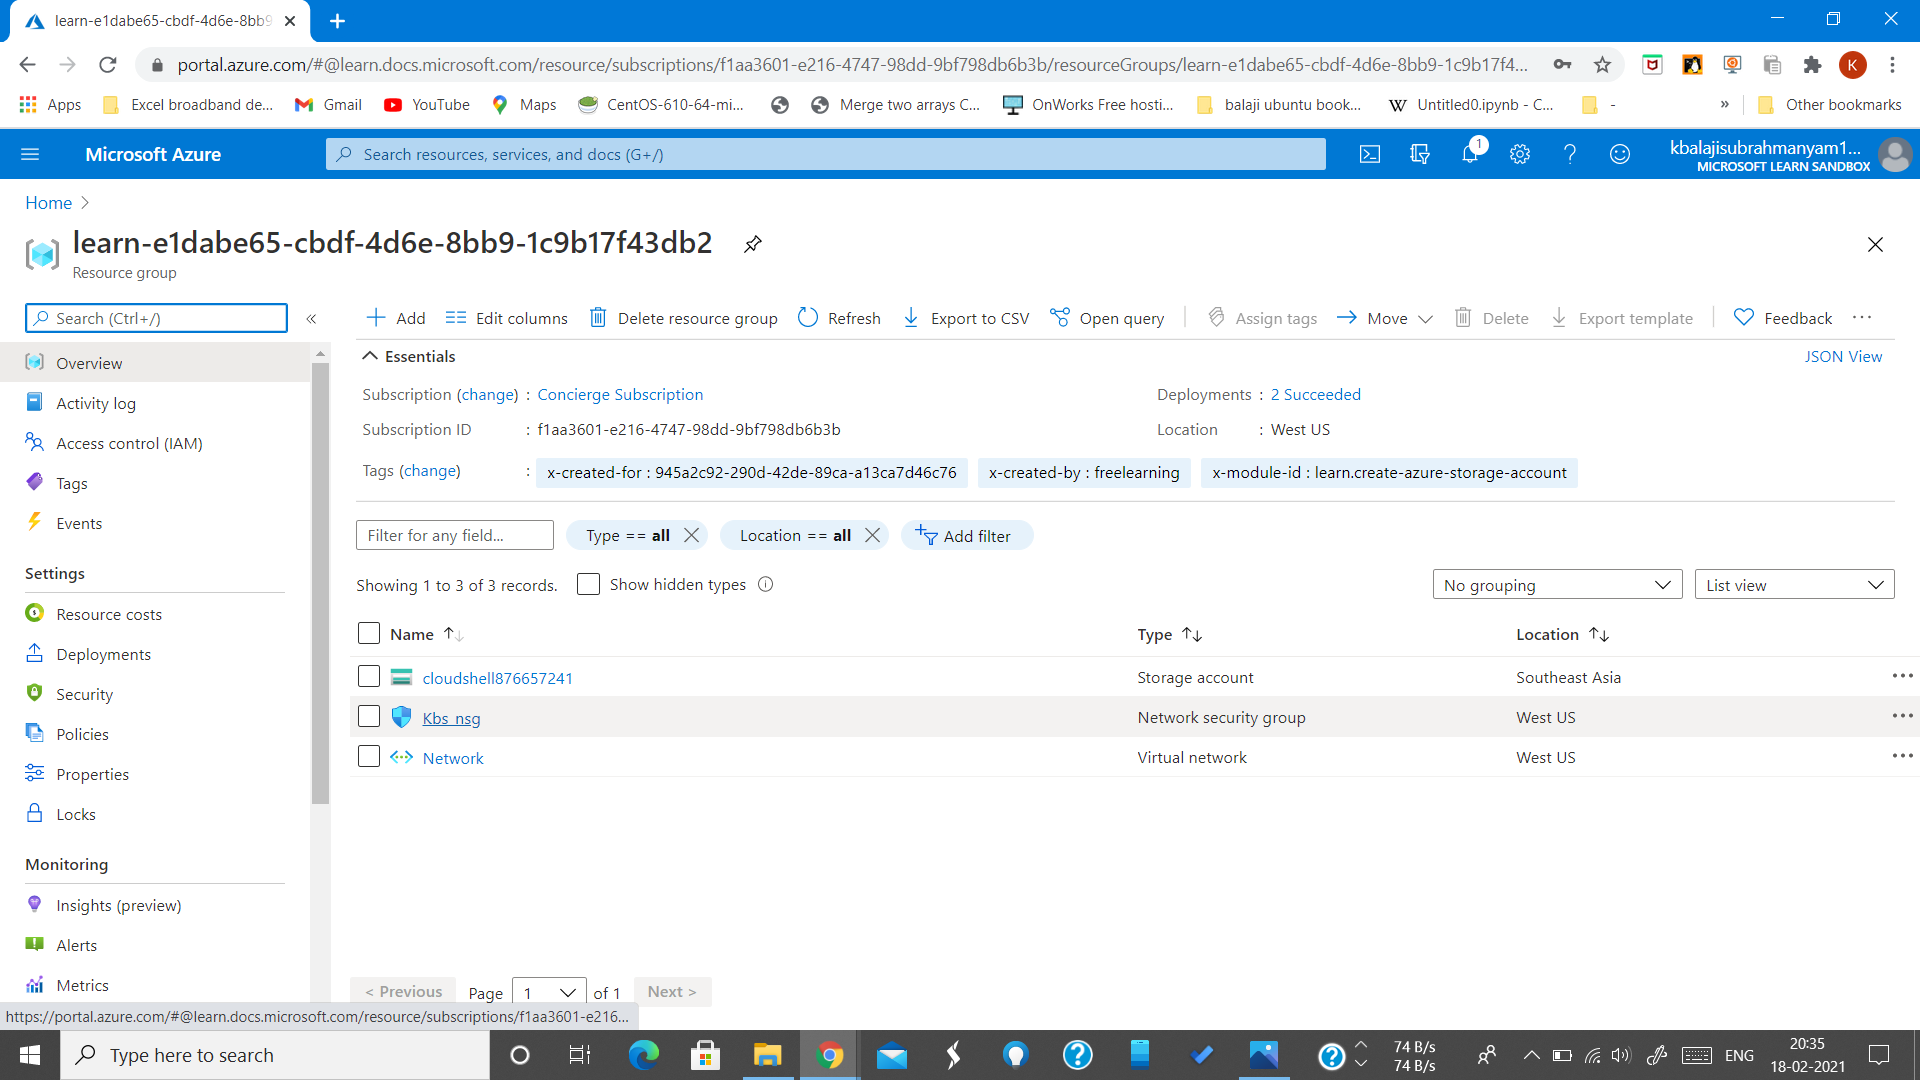 learn-e1dabe65-cbdf-4d6e-8bb9
portal.azure.com/#@learn.docs.microsoft.com/resource/subscriptions/f1aa3601-e216-4747-98dd-9bf798db6b3b/resourceGroups/learn-e1dabe65-cbdf-4d6e-8bb9-1c9b17f4...
K
Apps Excel broadband de... Gmail YouTube Maps CentOS-610-64-mi... Merge two arrays C... OnWorks Free hosti... balaji ubuntu book... Untitled0.ipynb - C... - » Other bookmarks
Microsoft Azure
Search resources, services, and docs (G+/)
1
kbalajisubrahmanyam1...
MICROSOFT LEARN SANDBOX
Home >
learn-e1dabe65-cbdf-4d6e-8bb9-1c9b17f43db2
Resource group
Search (Ctrl+/) «
Add Edit columns Delete resource group Refresh Export to CSV Open query Assign tags Move Delete Export template Feedback ...
Overview
Activity log
Access control (IAM)
Tags
Events
Settings
Resource costs
Deployments
Security
Policies
Properties
Locks
Monitoring
Insights (preview)
Alerts
Metrics
Essentials JSON View
Subscription (change) : Concierge Subscription Deployments : 2 Succeeded
Subscription ID : f1aa3601-e216-4747-98dd-9bf798db6b3b Location : West US
Tags (change) : x-created-for : 945a2c92-290d-42de-89ca-a13ca7d46c76 x-created-by : freelearning x-module-id : learn.create-azure-storage-account
Filter for any field... Type == all Location == all Add filter
Showing 1 to 3 of 3 records. Show hidden types No grouping List view
Name Type Location
cloudshell876657241 Storage account Southeast Asia ...
Kbs_nsg Network security group West US ...
Network Virtual network West US ...
< Previous Page 1 of 1 Next >
https://portal.azure.com/#@learn.docs.microsoft.com/resource/subscriptions/f1aa3601-e216...
Type here to search
74 B/s
74 B/s
ENG
20:35
18-02-2021